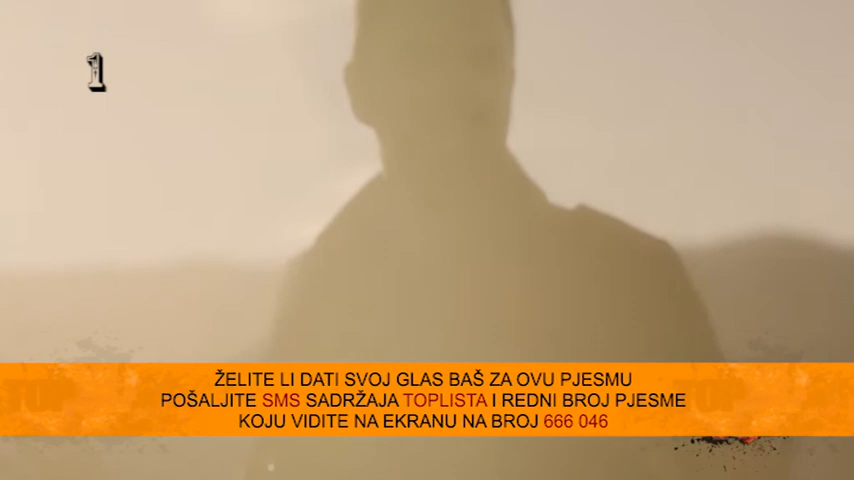 1
ŽELITE LI DATI SVOJ GLAS BAŠ ZA OVU PJESMU
POŠALJITE SMS SADRŽAJA TOPLISTA I REDNI BROJ PJESME
KOJU VIDITE NA EKRANU NA BROJ 666 046